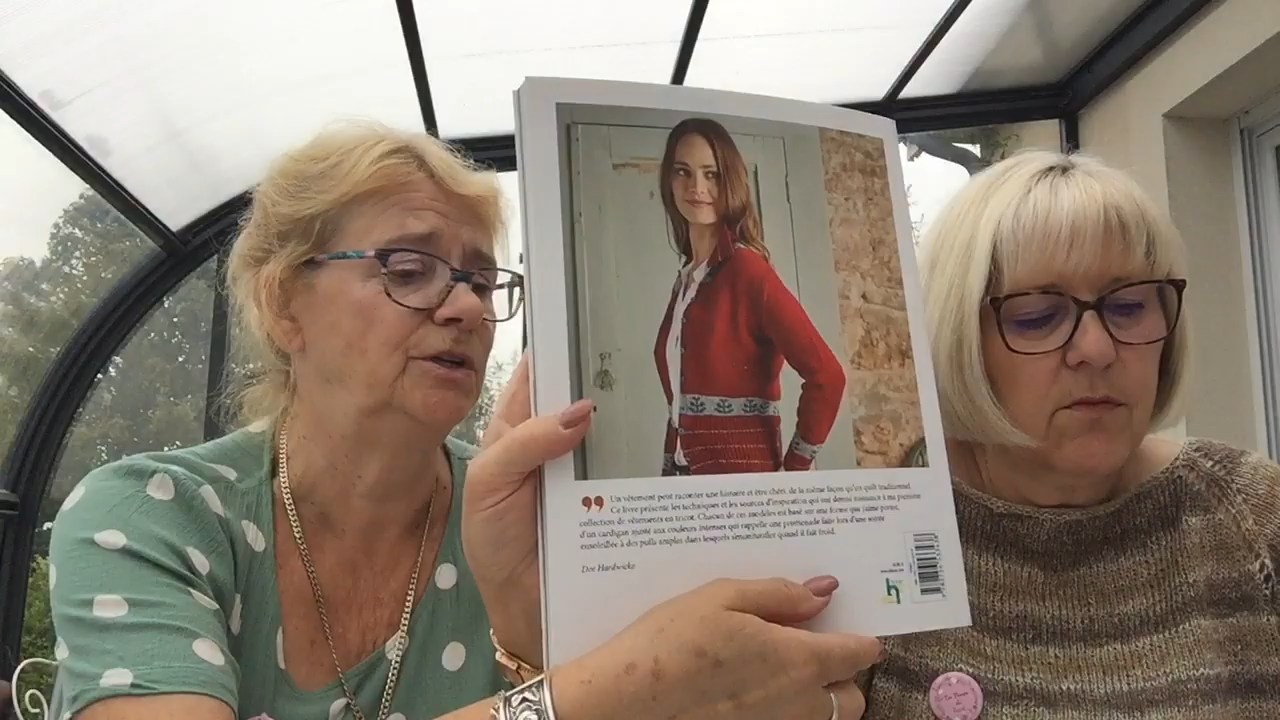 Un vêtement peut raconter une histoire et être chéri, de la même façon qu'un quilt traditionnel.
Ce livre présente les techniques et les sources d'inspiration qui ont donné naissance à ma première
collection de vêtements en tricot. Chacun de ces modèles est basé sur une forme que j'aime porter,
d'un cardigan ajusté aux couleurs intenses qui rappelle une promenade faite lors d'une soirée
ensoleillée à des pulls amples dans lesquels s'emmitoufler quand il fait froid.
Dee Hardwicke